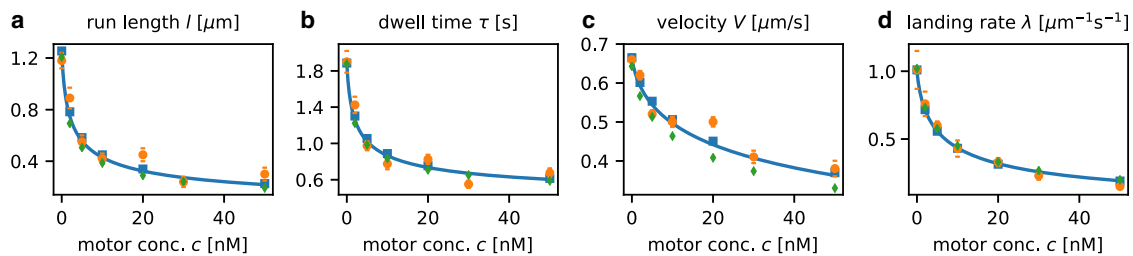 a run length l [μm]
1.2
0.8
0.4
0 20 40
motor conc. c [nM]
b dwell time τ [s]
1.8
1.4
1.0
0.6
0 20 40
motor conc. c [nM]
c velocity V [μm/s]
0.7
0.6
0.5
0.4
0 20 40
motor conc. c [nM]
d landing rate λ [μm⁻¹s⁻¹]
1.0
0.5
0 20 40
motor conc. c [nM]